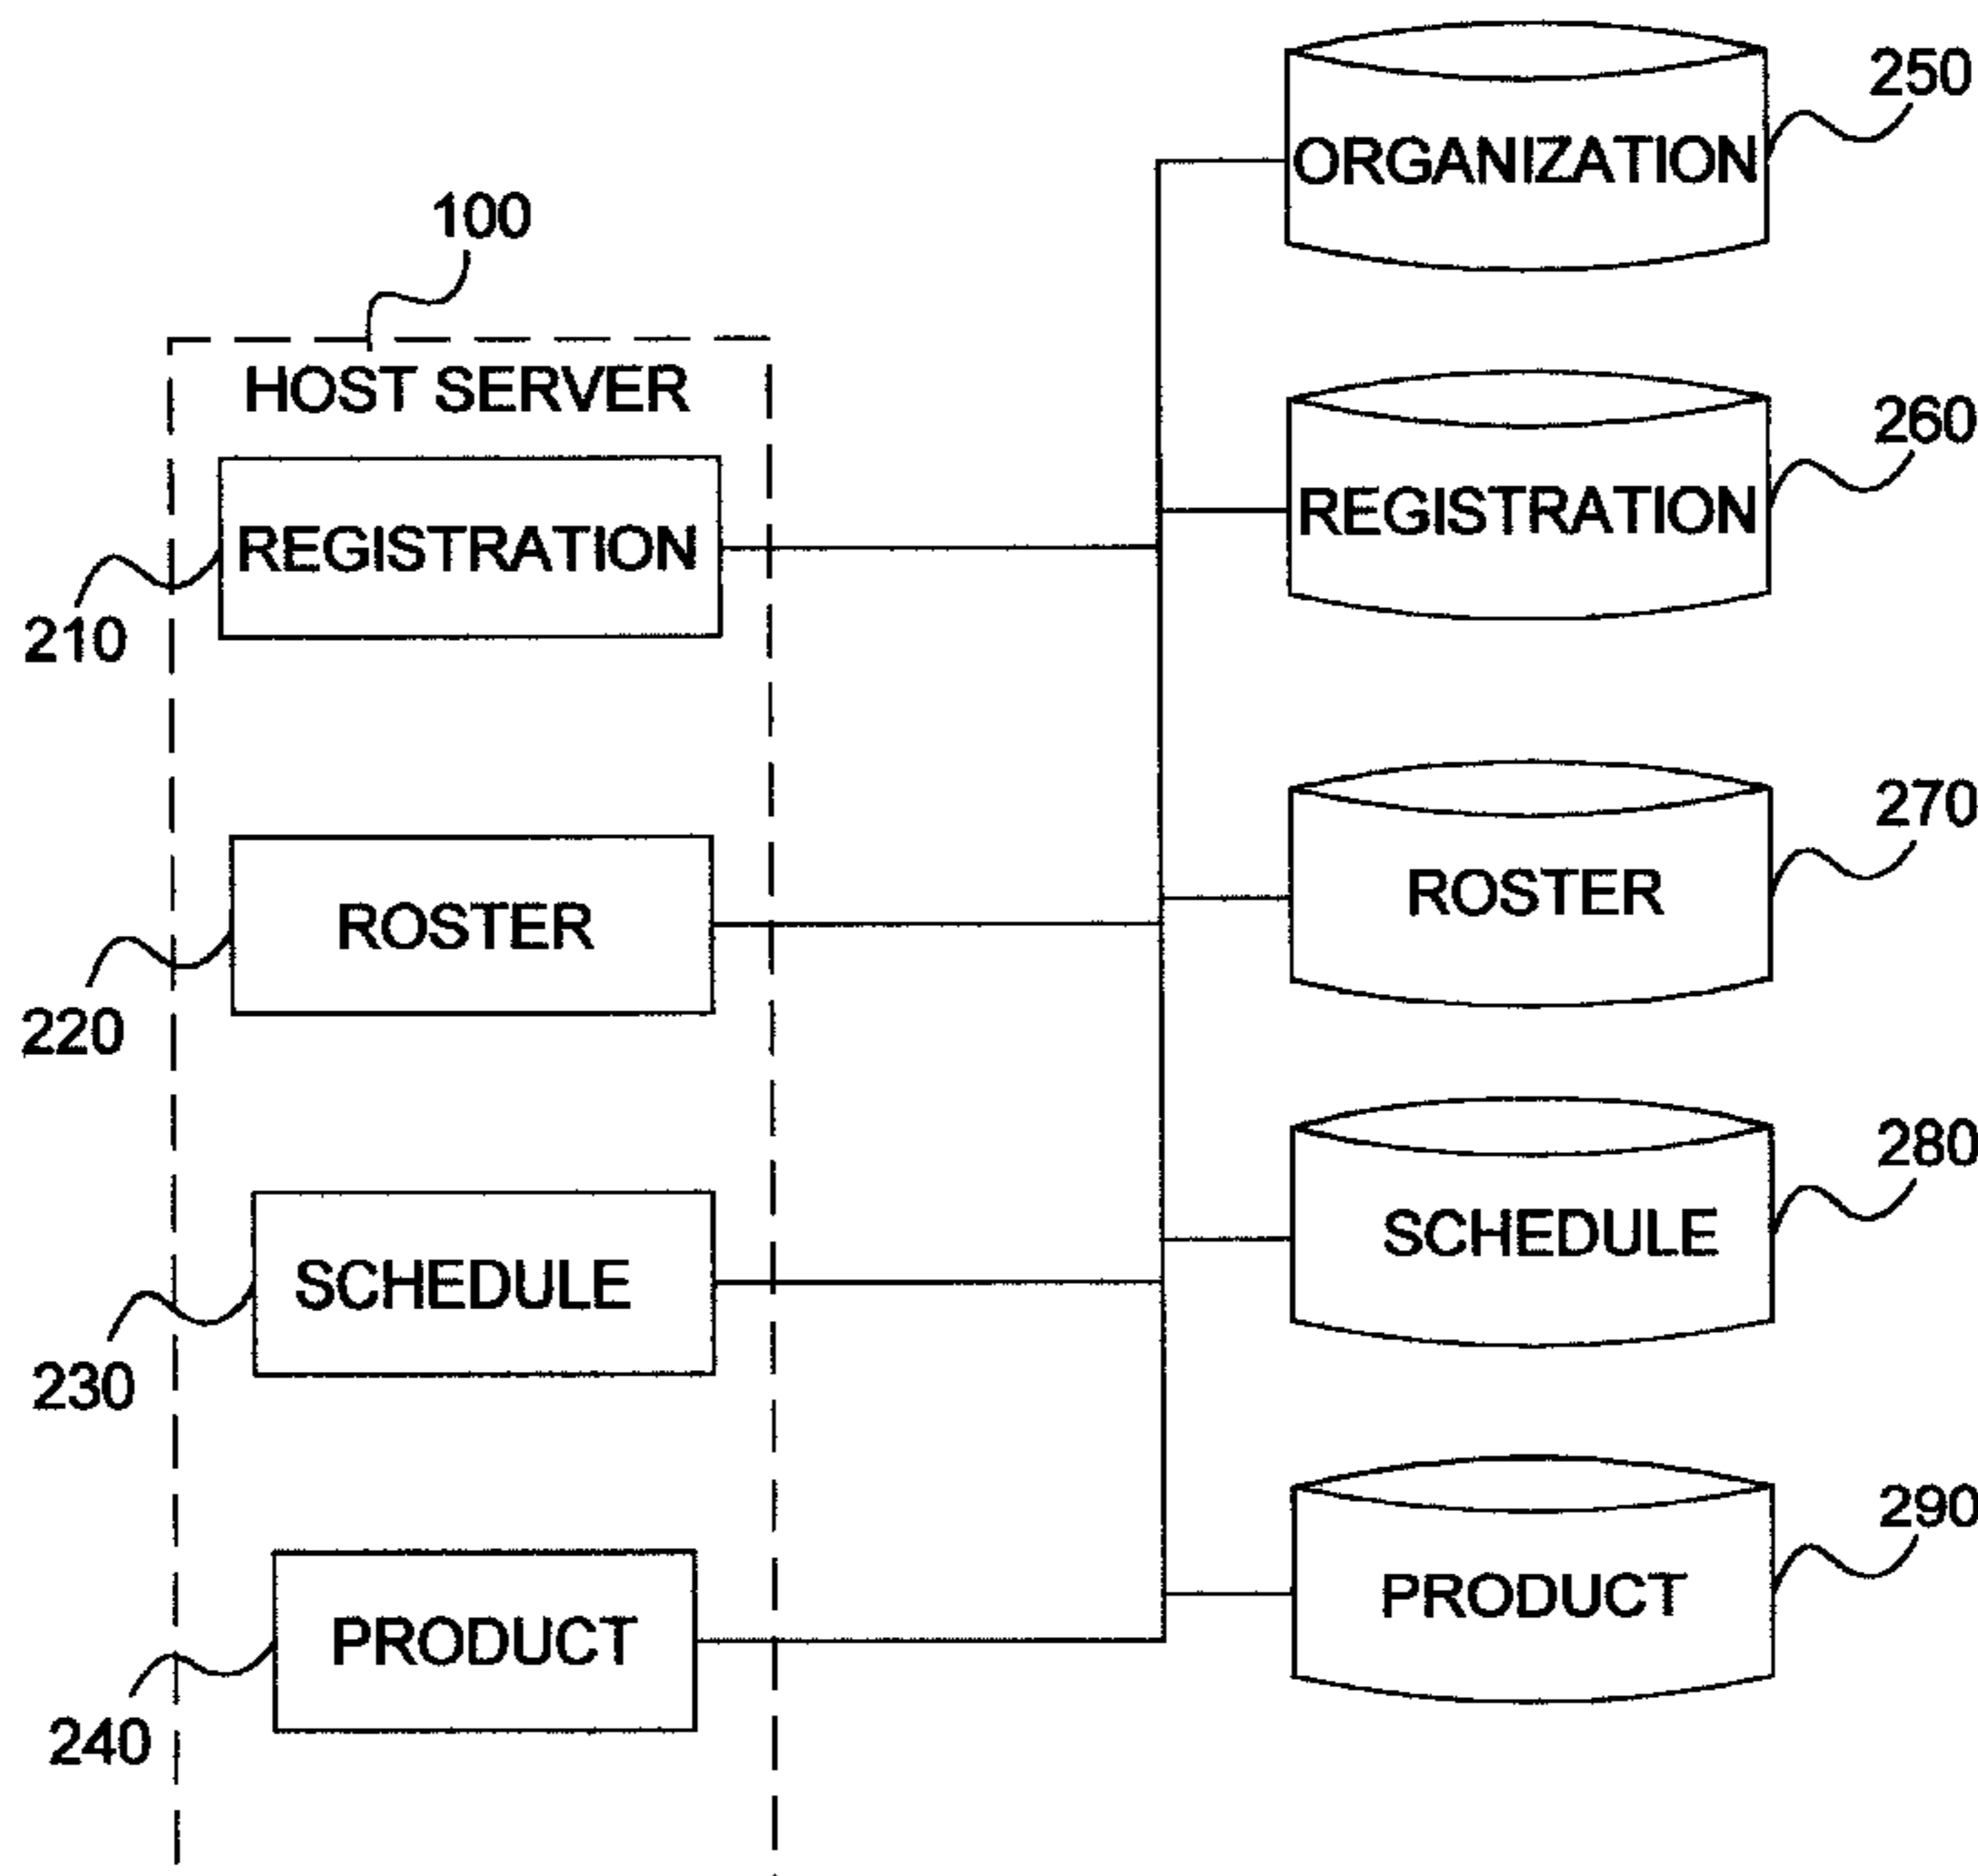 250
ORGANIZATION
100
HOST SERVER
260
REGISTRATION
REGISTRATION
210
270
ROSTER
ROSTER
220
280
SCHEDULE
SCHEDULE
230
290
PRODUCT
PRODUCT
240